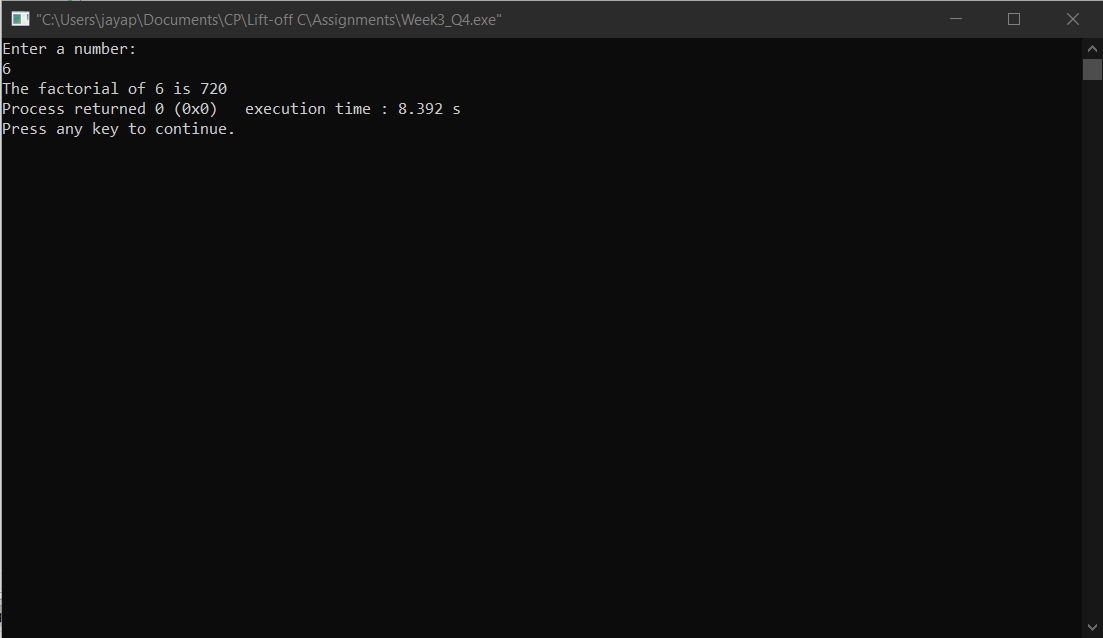 "C:\Users\jayap\Documents\CP\Lift-off C\Assignments\Week3_Q4.exe"
Enter a number:
6
The factorial of 6 is 720
Process returned 0 (0x0)   execution time : 8.392 s
Press any key to continue.